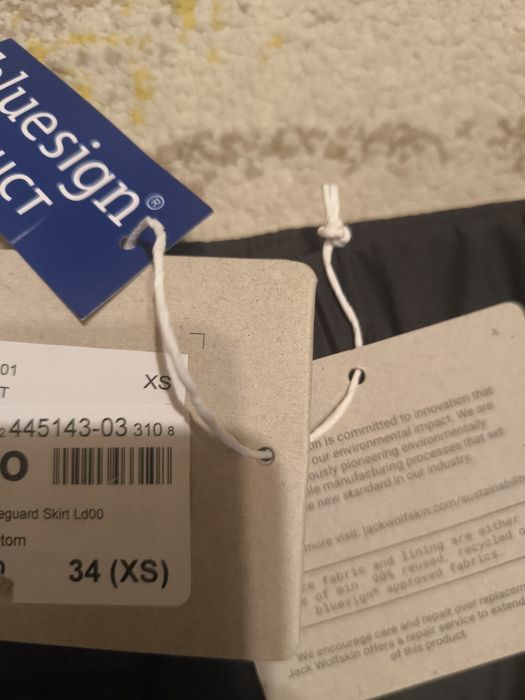 bluesign®
UCT
01
T
XS
2 445143-03 310 8
O
eguard Skirt Ld00
tom
34 (XS)
A
in is committed to innovation that
our environmental impact. We are
ously pioneering environmentally
le manufacturing processes that set
e new standard in our industry.
more visit: jackwolfskin.com/sustainability
e fabric and lining are either
of min. 90% reused, recycled o
bluesign® approved fabrics.
We encourage care and repair over replacem
Jack Wolfskin offers a repair service to extend
of this product